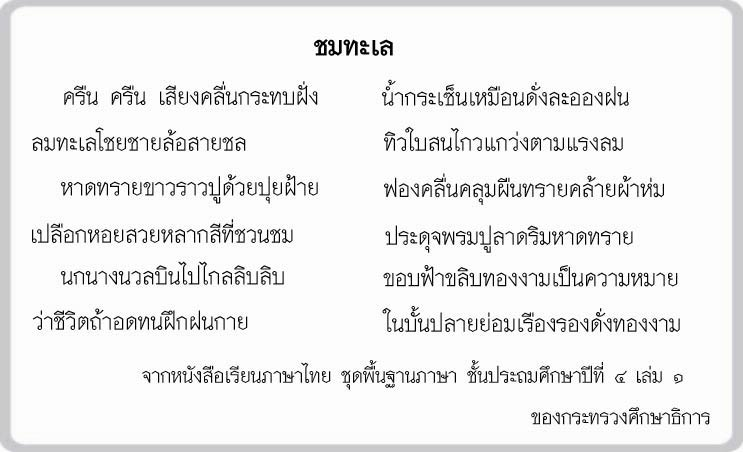 ชมทะเล
ครืน ครืน เสียงคลื่นกระทบฝั่ง น้ำกระเซ็นเหมือนดั่งละอองฝน
ลมทะเลโชยชายล้อสายชล ทิวใบสนไกวแกว่งตามแรงลม
หาดทรายขาวราวปูด้วยปุยฝ้าย ฟองคลื่นคลุมผืนทรายคล้ายผ้าห่ม
เปลือกหอยสวยหลากสีที่ชวนชม ประดุจพรมปูลาดริมหาดทราย
นกนางนวลบินไปไกลลิบลิบ ขอบฟ้าขลิบทองงามเป็นความหมาย
ว่าชีวิตถ้าอดทนฝึกฝนกาย ในบั้นปลายย่อมเรืองรองดั่งทองงาม
จากหนังสือเรียนภาษาไทย ชุดพื้นฐานภาษา ชั้นประถมศึกษาปีที่ ๔ เล่ม ๑
ของกระทรวงศึกษาธิการ